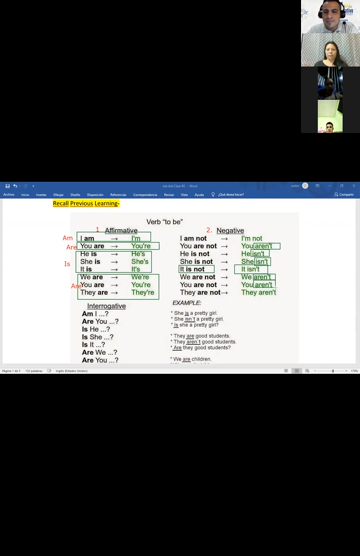 Archivo Inicio Insertar Dibujar Diseño Disposición Referencias Correspondencia Revisar Vista Ayuda ¿Qué desea hacer? Compartir
Recall Previous Learning-
Verb "to be"
1. Affirmative
Am I am → I'm
Are You are → You're
He is → He's
Is She is → She's
It is → It's
We are → We're
Are You are → You're
They are → They're
Interrogative
Am I ...?
Are You ...?
Is He ...?
Is She ...?
Is It ...?
Are We ...?
Are You ...?
2. Negative
I am not → I'm not
You are not → You aren't
He is not → He isn't
She is not → She isn't
It is not → It isn't
We are not → We aren't
You are not → You aren't
They are not → They aren't
EXAMPLE:
* She is a pretty girl.
* She isn't a pretty girl.
* Is she a pretty girl?
* They are good students.
* They aren't good students.
* Are they good students?
* We are children.